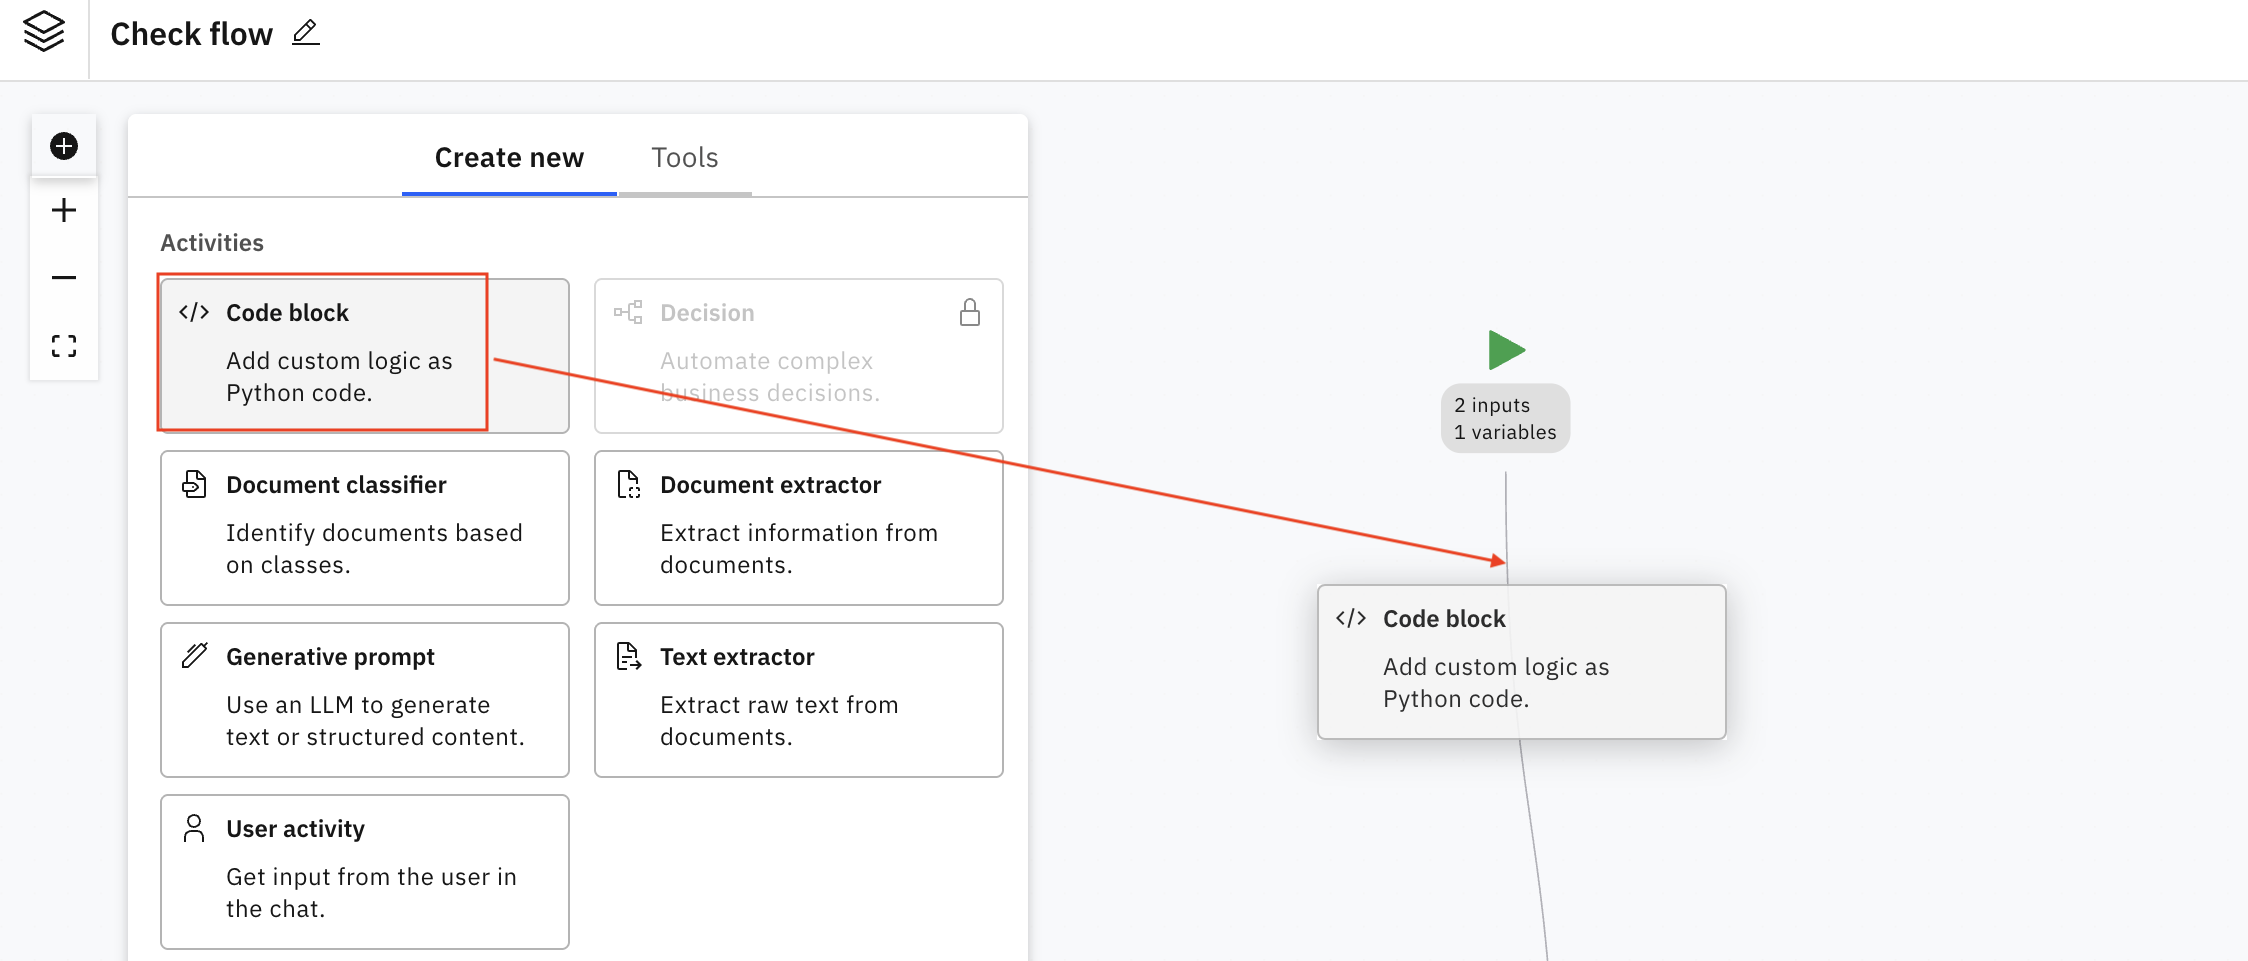 Check flow
Create new
Tools
Activities
Code block
Add custom logic as
Python code.
Decision
Automate complex
business decisions.
Document classifier
Identify documents based
on classes.
Document extractor
Extract information from
documents.
Generative prompt
Use an LLM to generate
text or structured content.
Text extractor
Extract raw text from
documents.
User activity
Get input from the user in
the chat.
2 inputs
1 variables
Code block
Add custom logic as
Python code.